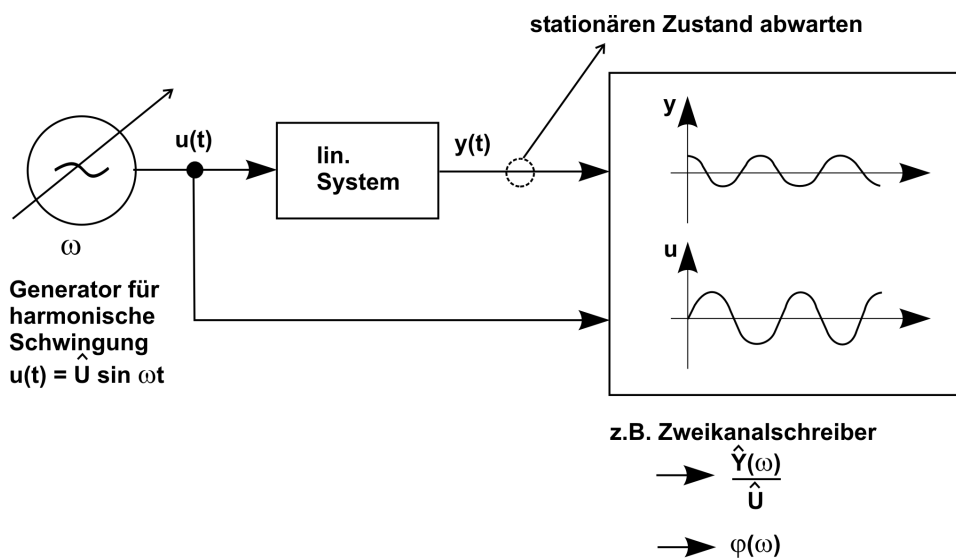 stationären Zustand abwarten
u(t)
lin.
System
y(t)
y
u
ω
Generator für
harmonische
Schwingung
u(t) = Û sin ωt
z.B. Zweikanalschreiber
Ŷ(ω)
Û
φ(ω)